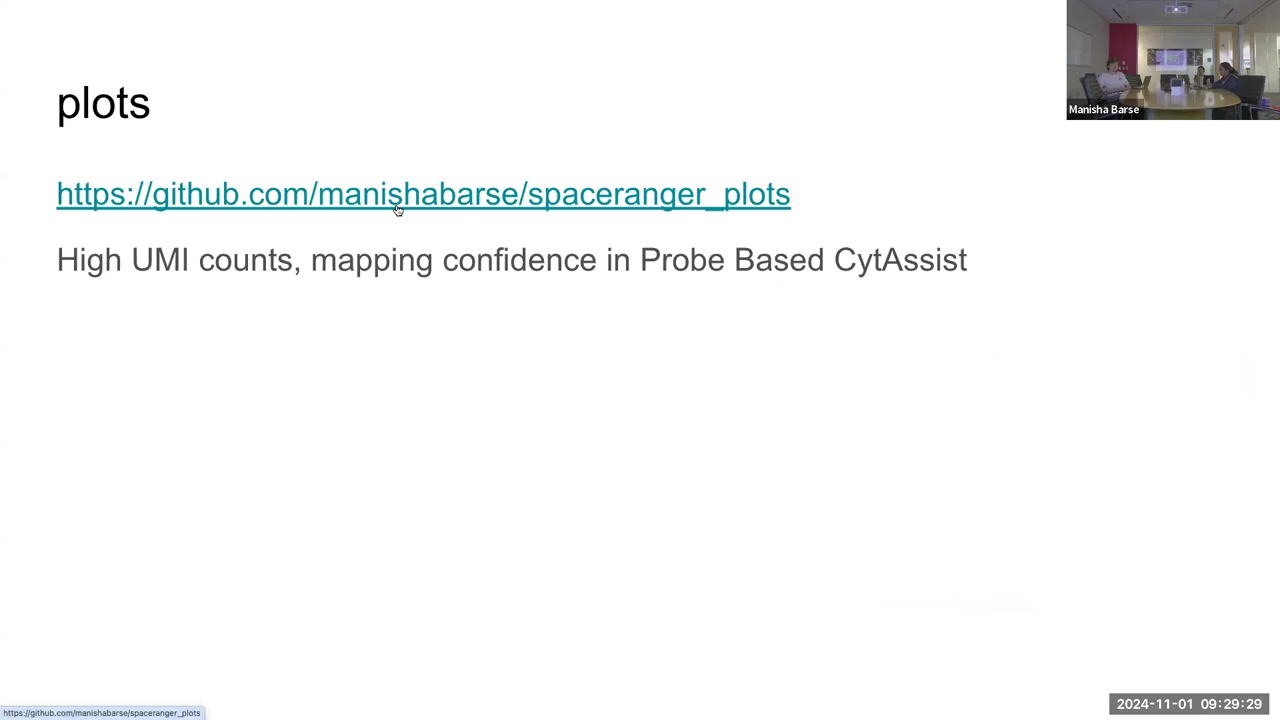 plots
https://github.com/manishabarse/spaceranger_plots
High UMI counts, mapping confidence in Probe Based CytAssist
Manisha Barse
2024-11-01 09:29:29
https://github.com/manishabarse/spaceranger_plots